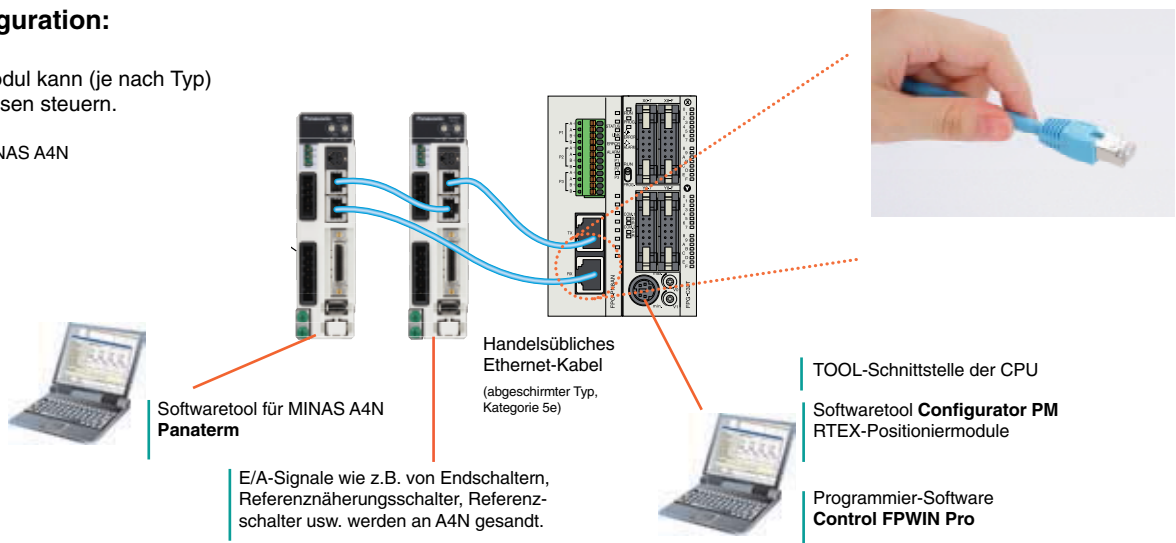 guration:
odul kann (je nach Typ)
sen steuern.
NAS A4N
Panasonic
Panasonic
Handelsübliches
Ethernet-Kabel
(abgeschirmter Typ,
Kategorie 5e)
Softwaretool für MINAS A4N
Panaterm
E/A-Signale wie z.B. von Endschaltern,
Referenznäherungsschalter, Referenz-
schalter usw. werden an A4N gesandt.
TOOL-Schnittstelle der CPU
Softwaretool Configurator PM
RTEX-Positioniermodule
Programmier-Software
Control FPWIN Pro